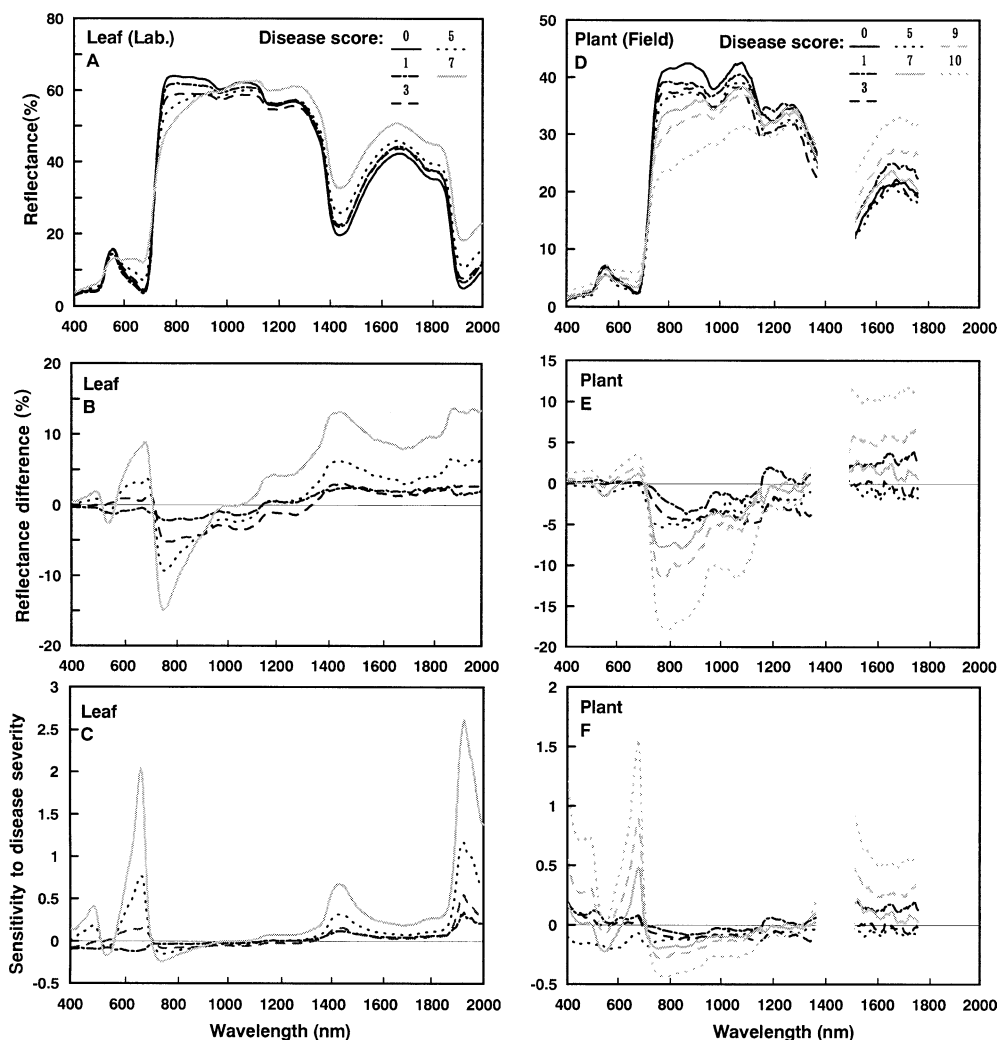 Leaf (Lab.)
A
Disease score: 0 5
1 7
3
Reflectance(%)
80
60
40
20
0
400 600 800 1000 1200 1400 1600 1800 2000
Plant (Field)
D
Disease score: 0 5 9
1 7 10
3
50
40
30
20
10
0
400 600 800 1000 1200 1400 1600 1800 2000
Leaf
B
Reflectance difference (%)
20
10
0
-10
-20
400 600 800 1000 1200 1400 1600 1800 2000
Plant
E
15
10
5
0
-5
-10
-15
-20
400 600 800 1000 1200 1400 1600 1800 2000
Leaf
C
Sensitivity to disease severity
3
2.5
2
1.5
1
0.5
0
-0.5
400 600 800 1000 1200 1400 1600 1800 2000
Wavelength (nm)
Plant
F
2
1.5
1
0.5
0
-0.5
400 600 800 1000 1200 1400 1600 1800 2000
Wavelength (nm)